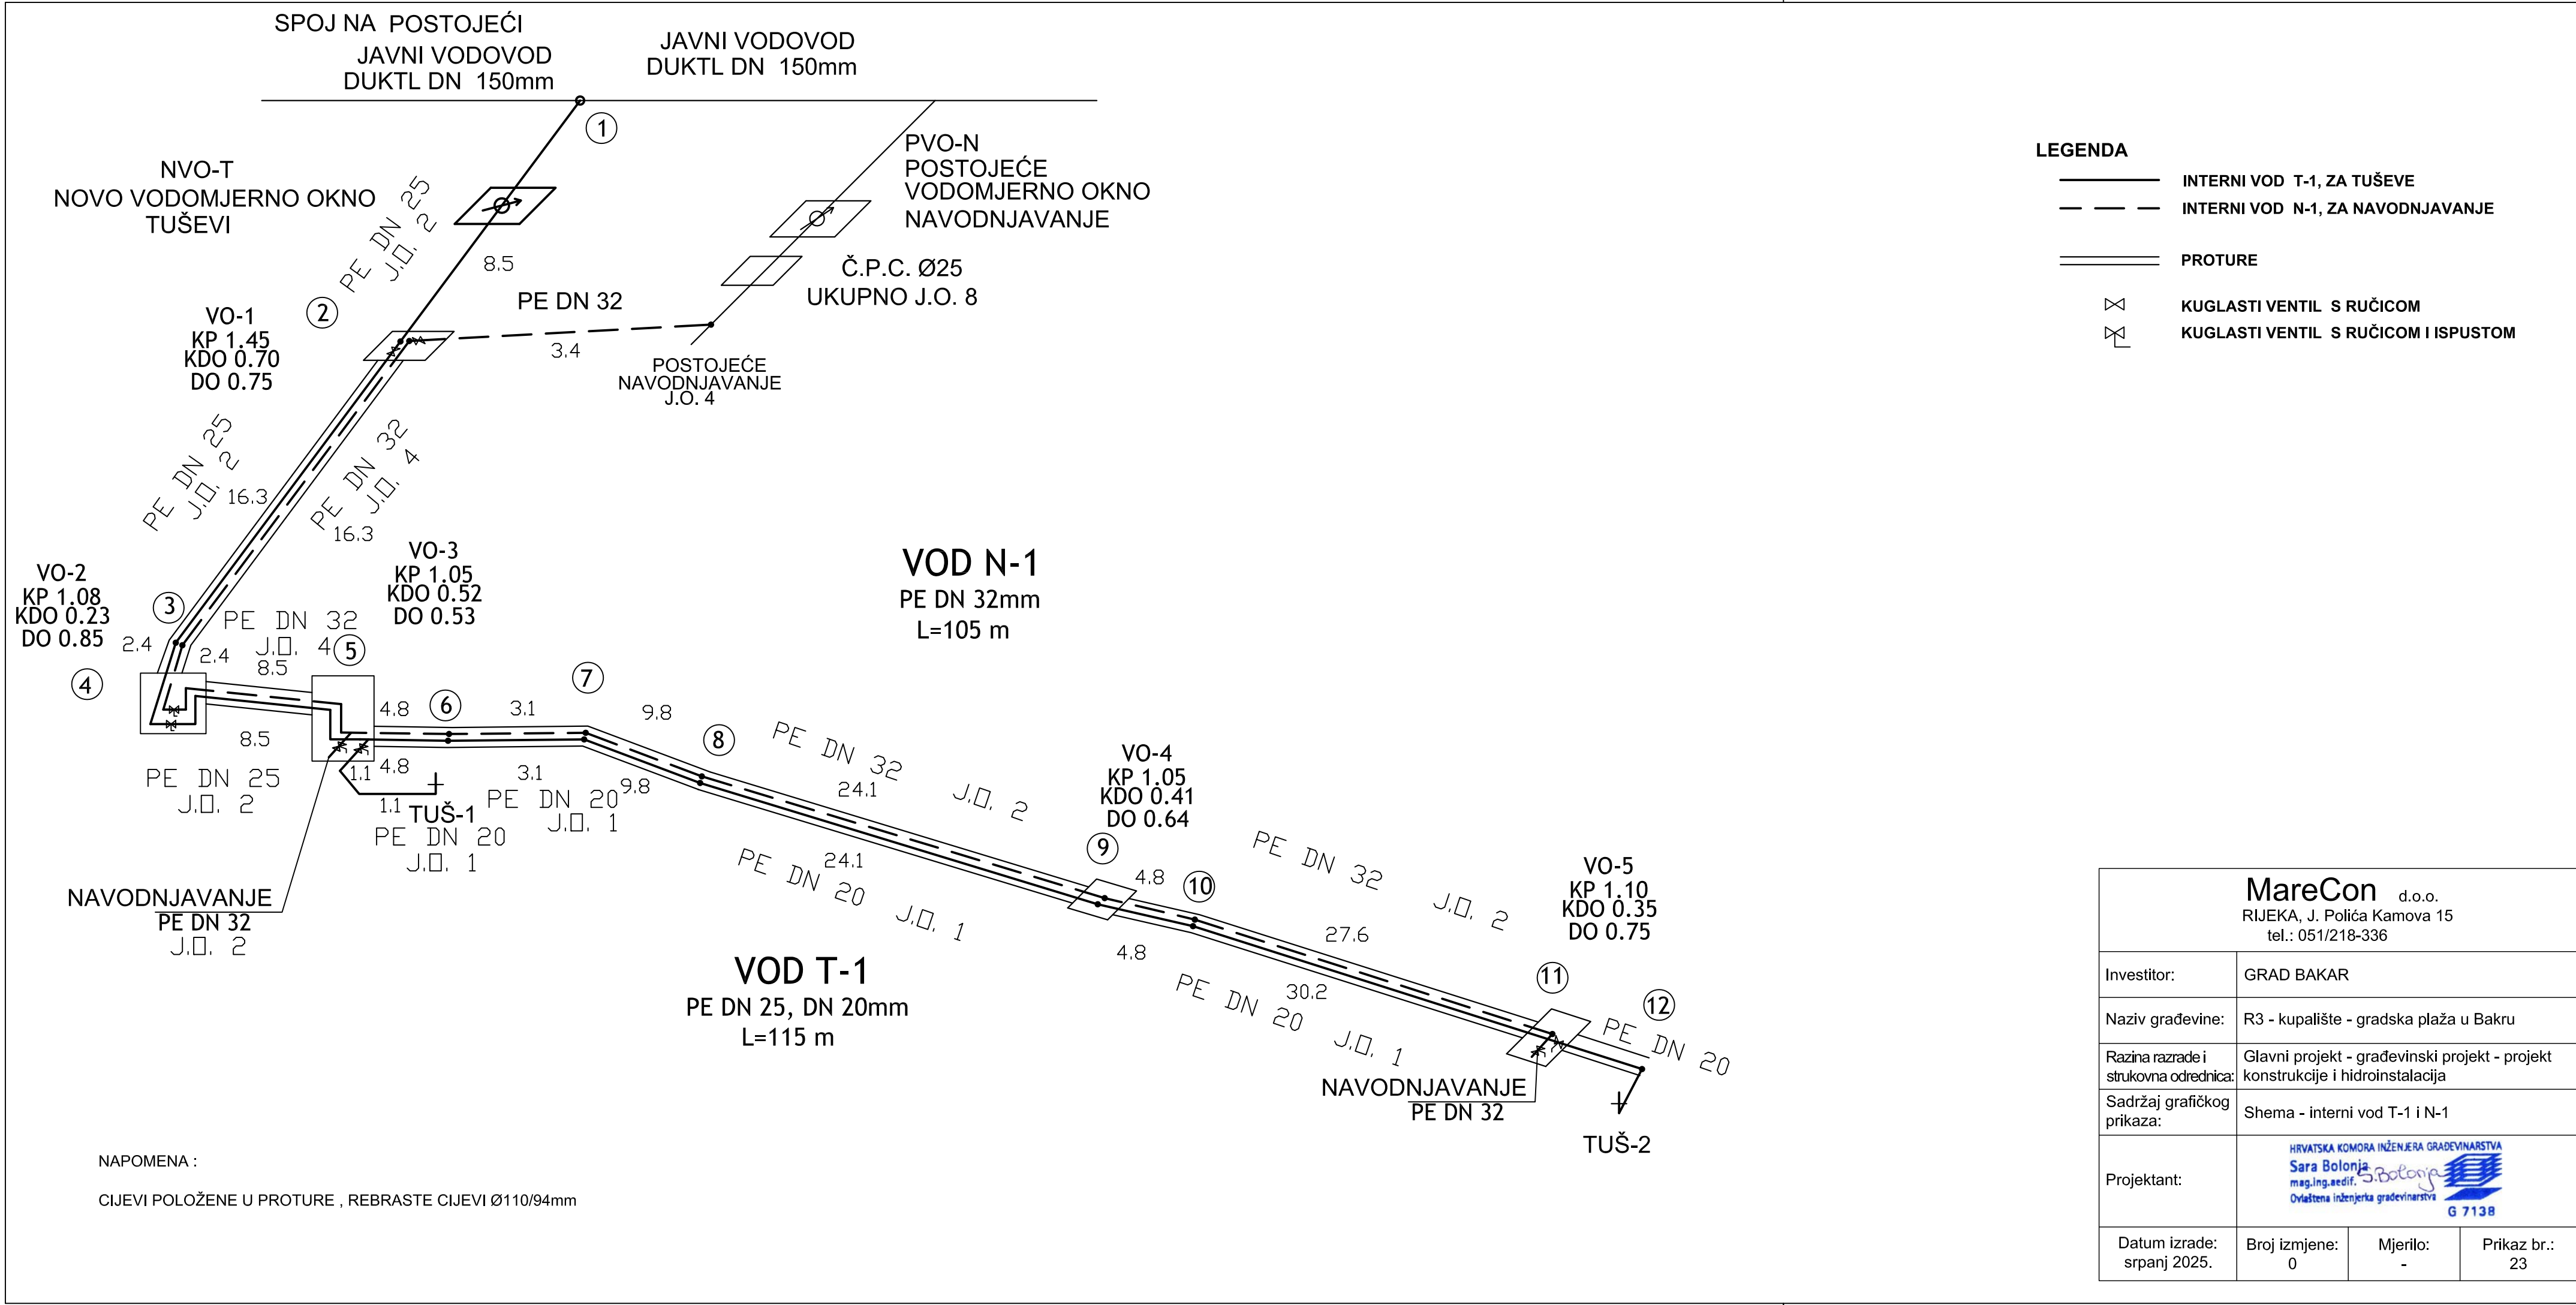 SPOJ NA POSTOJEĆI
JAVNI VODOVOD
DUKTL DN 150mm
JAVNI VODOVOD
DUKTL DN 150mm
1
NVO-T
NOVO VODOMJERNO OKNO
TUŠEVI
PE DN 25
J.O. 2
8.5
PVO-N
POSTOJEĆE
VODOMJERNO OKNO
NAVODNJAVANJE
Č.P.C. Ø25
UKUPNO J.O. 8
PE DN 32
3.4
POSTOJEĆE
NAVODNJAVANJE
J.O. 4
2
VO-1
KP 1.45
KDO 0.70
DO 0.75
PE DN 25
J.O. 2
16.3
PE DN 32
J.O. 4
16.3
VO-2
KP 1.08
KDO 0.23
DO 0.85
3
2.4
2.4
4
VO-3
KP 1.05
KDO 0.52
DO 0.53
PE DN 32
J.O. 4
8.5
5
8.5
PE DN 25
J.O. 2
4.8
6
3.1
7
9.8
8
1.1
4.8
3.1
9.8
1.1
TUŠ-1
PE DN 20
J.O. 1
PE DN 20
J.O. 1
NAVODNJAVANJE
PE DN 32
J.O. 2
VOD N-1
PE DN 32mm
L=105 m
PE DN 32 J.O. 2
24.1
24.1
PE DN 20 J.O. 1
VO-4
KP 1.05
KDO 0.41
DO 0.64
9
4.8
10
4.8
PE DN 32 J.O. 2
27.6
30.2
PE DN 20 J.O. 1
VOD T-1
PE DN 25, DN 20mm
L=115 m
VO-5
KP 1.10
KDO 0.35
DO 0.75
11
12
PE DN 20
NAVODNJAVANJE
PE DN 32
TUŠ-2
NAPOMENA :
CIJEVI POLOŽENE U PROTURE , REBRASTE CIJEVI Ø110/94mm
LEGENDA
INTERNI VOD T-1, ZA TUŠEVE
INTERNI VOD N-1, ZA NAVODNJAVANJE
PROTURE
KUGLASTI VENTIL S RUČICOM
KUGLASTI VENTIL S RUČICOM I ISPUSTOM
MareCon d.o.o.
RIJEKA, J. Polića Kamova 15
tel.: 051/218-336
Investitor: GRAD BAKAR
Naziv građevine: R3 - kupalište - gradska plaža u Bakru
Razina razrade i strukovna odrednica: Glavni projekt - građevinski projekt - projekt
konstrukcije i hidroinstalacija
Sadržaj grafičkog prikaza: Shema - interni vod T-1 i N-1
Projektant:
HRVATSKA KOMORA INŽENJERA GRAĐEVINARSTVA
Sara Bolonja
S.Bolonja
mag.ing.aedif.
Ovlaštena inženjerka građevinarstva
G 7138
Datum izrade:
srpanj 2025.
Broj izmjene:
0
Mjerilo:
-
Prikaz br.:
23